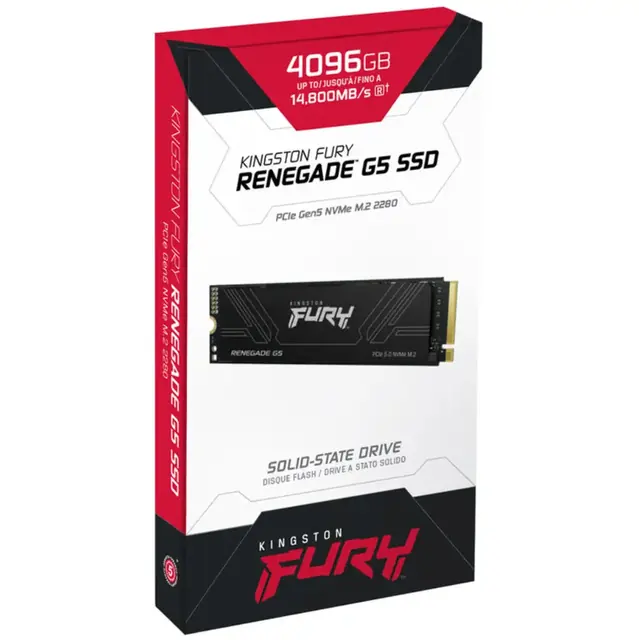 4096GB
UP TO/JUSQU'À/FINO A
14,800MB/s ®†
KINGSTON FURY
RENEGADE™ G5 SSD
PCIe Gen5 NVMe M.2 2280
KINGSTON
FURY
RENEGADE G5
PCIe 5.0 NVMe M.2
SOLID-STATE DRIVE
DISQUE FLASH / DRIVE A STATO SOLIDO
KINGSTON
FURY
KINGSTON FURY RENEGADE G5 SSD
PCIe Gen5 NVMe M.2 2280
5